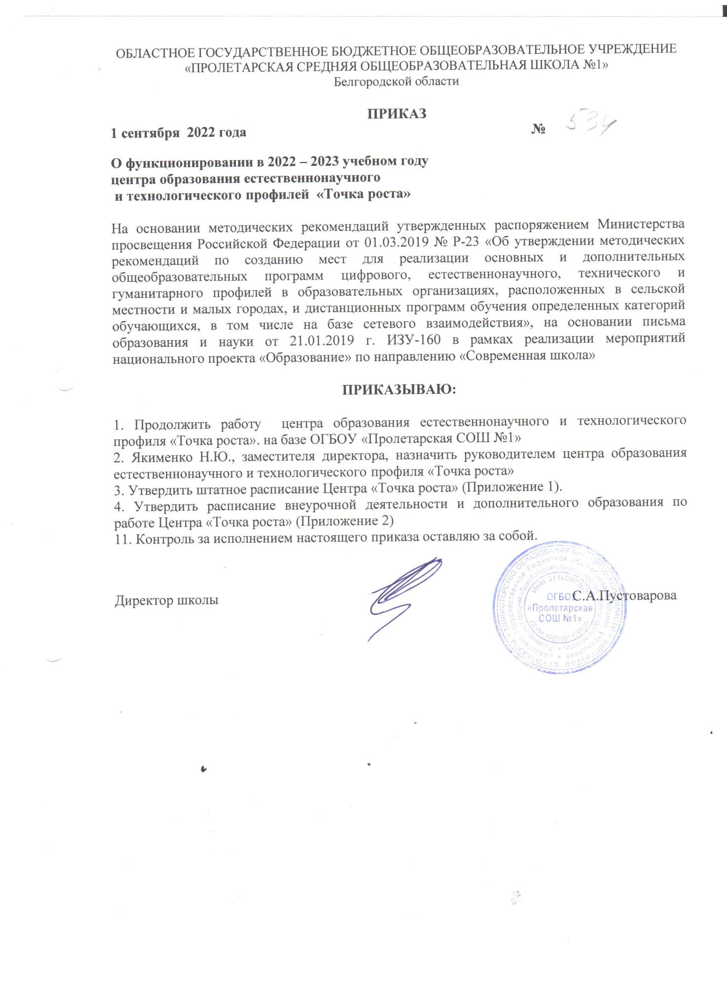 ОБЛАСТНОЕ ГОСУДАРСТВЕННОЕ БЮДЖЕТНОЕ ОБЩЕОБРАЗОВАТЕЛЬНОЕ УЧРЕЖДЕНИЕ
«ПРОЛЕТАРСКАЯ СРЕДНЯЯ ОБЩЕОБРАЗОВАТЕЛЬНАЯ ШКОЛА №1»
Белгородской области
ПРИКАЗ
1 сентября 2022 года № 534
О функционировании в 2022 – 2023 учебном году
центра образования естественнонаучного
и технологического профилей «Точка роста»
На основании методических рекомендаций утвержденных распоряжением Министерства
просвещения Российской Федерации от 01.03.2019 № Р-23 «Об утверждении методических
рекомендаций по созданию мест для реализации основных и дополнительных
общеобразовательных программ цифрового, естественнонаучного, технического и
гуманитарного профилей в образовательных организациях, расположенных в сельской
местности и малых городах, и дистанционных программ обучения определенных категорий
обучающихся, в том числе на базе сетевого взаимодействия», на основании письма
образования и науки от 21.01.2019 г. ИЗУ-160 в рамках реализации мероприятий
национального проекта «Образование» по направлению «Современная школа»
ПРИКАЗЫВАЮ:
1. Продолжить работу центра образования естественнонаучного и технологического
профиля «Точка роста». на базе ОГБОУ «Пролетарская СОШ №1»
2. Якименко Н.Ю., заместителя директора, назначить руководителем центра образования
естественнонаучного и технологического профиля «Точка роста»
3. Утвердить штатное расписание Центра «Точка роста» (Приложение 1).
4. Утвердить расписание внеурочной деятельности и дополнительного образования по
работе Центра «Точка роста» (Приложение 2)
11. Контроль за исполнением настоящего приказа оставляю за собой.
Директор школы С.А.Пустоварова
МИНИСТЕРСТВО ОБРАЗОВАНИЯ БЕЛГОРОДСКОЙ ОБЛАСТИ * РОССИЙСКАЯ ФЕДЕРАЦИЯ *
областное государственное бюджетное общеобразовательное учреждение *
ИНН 3116002362
ОГБОУ
«Пролетарская
СОШ №1»
ОГРН 1023101179530